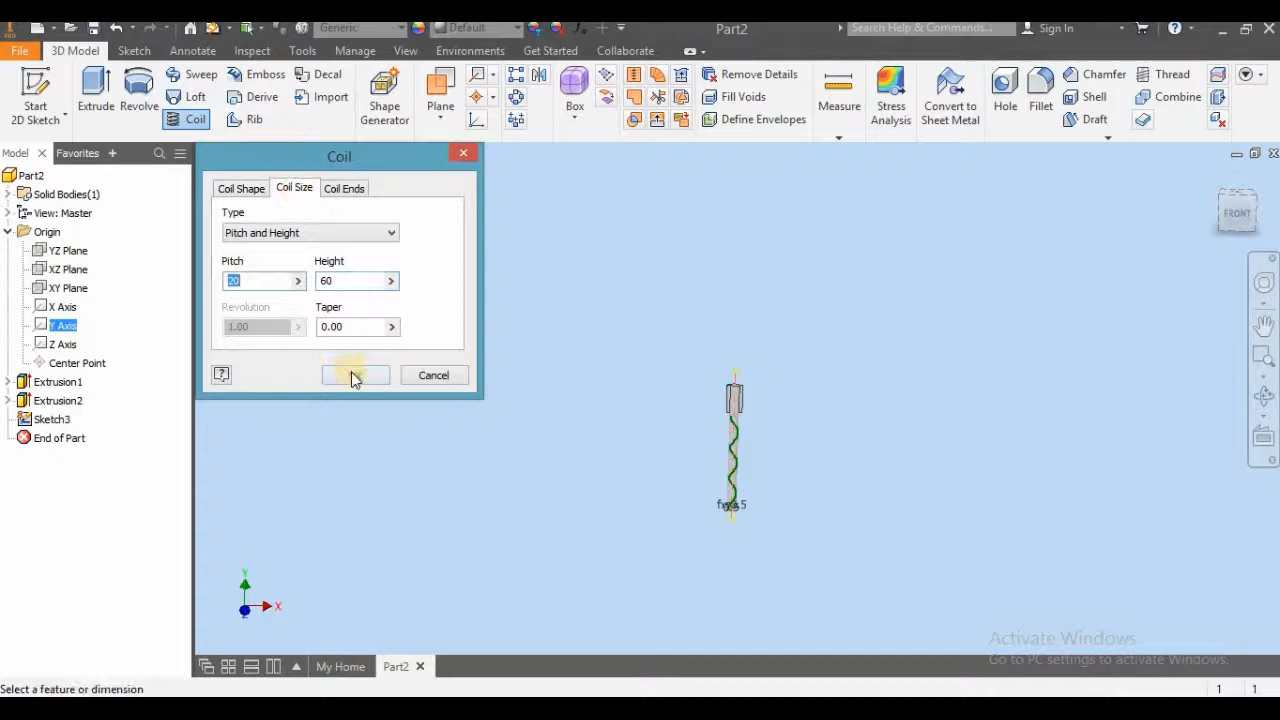 Generic
Default
Part2
Search Help & Commands...
Sign In
File
3D Model
Sketch
Annotate
Inspect
Tools
Manage
View
Environments
Get Started
Collaborate
Start
2D Sketch
Extrude
Revolve
Sweep
Loft
Coil
Emboss
Derive
Rib
Decal
Import
Shape
Generator
Plane
Box
Remove Details
Fill Voids
Define Envelopes
Measure
Stress
Analysis
Convert to
Sheet Metal
Hole
Fillet
Chamfer
Shell
Draft
Thread
Combine
Model
Favorites
Part2
Solid Bodies(1)
View: Master
Origin
YZ Plane
XZ Plane
XY Plane
X Axis
Y Axis
Z Axis
Center Point
Extrusion1
Extrusion2
Sketch3
End of Part
Coil
Coil Shape
Coil Size
Coil Ends
Type
Pitch and Height
Pitch
Height
20
60
Revolution
Taper
1.00
0.00
Cancel
FRONT
Y
X
Z
Activate Windows
Go to PC settings to activate Windows.
My Home
Part2
Select a feature or dimension
1
1